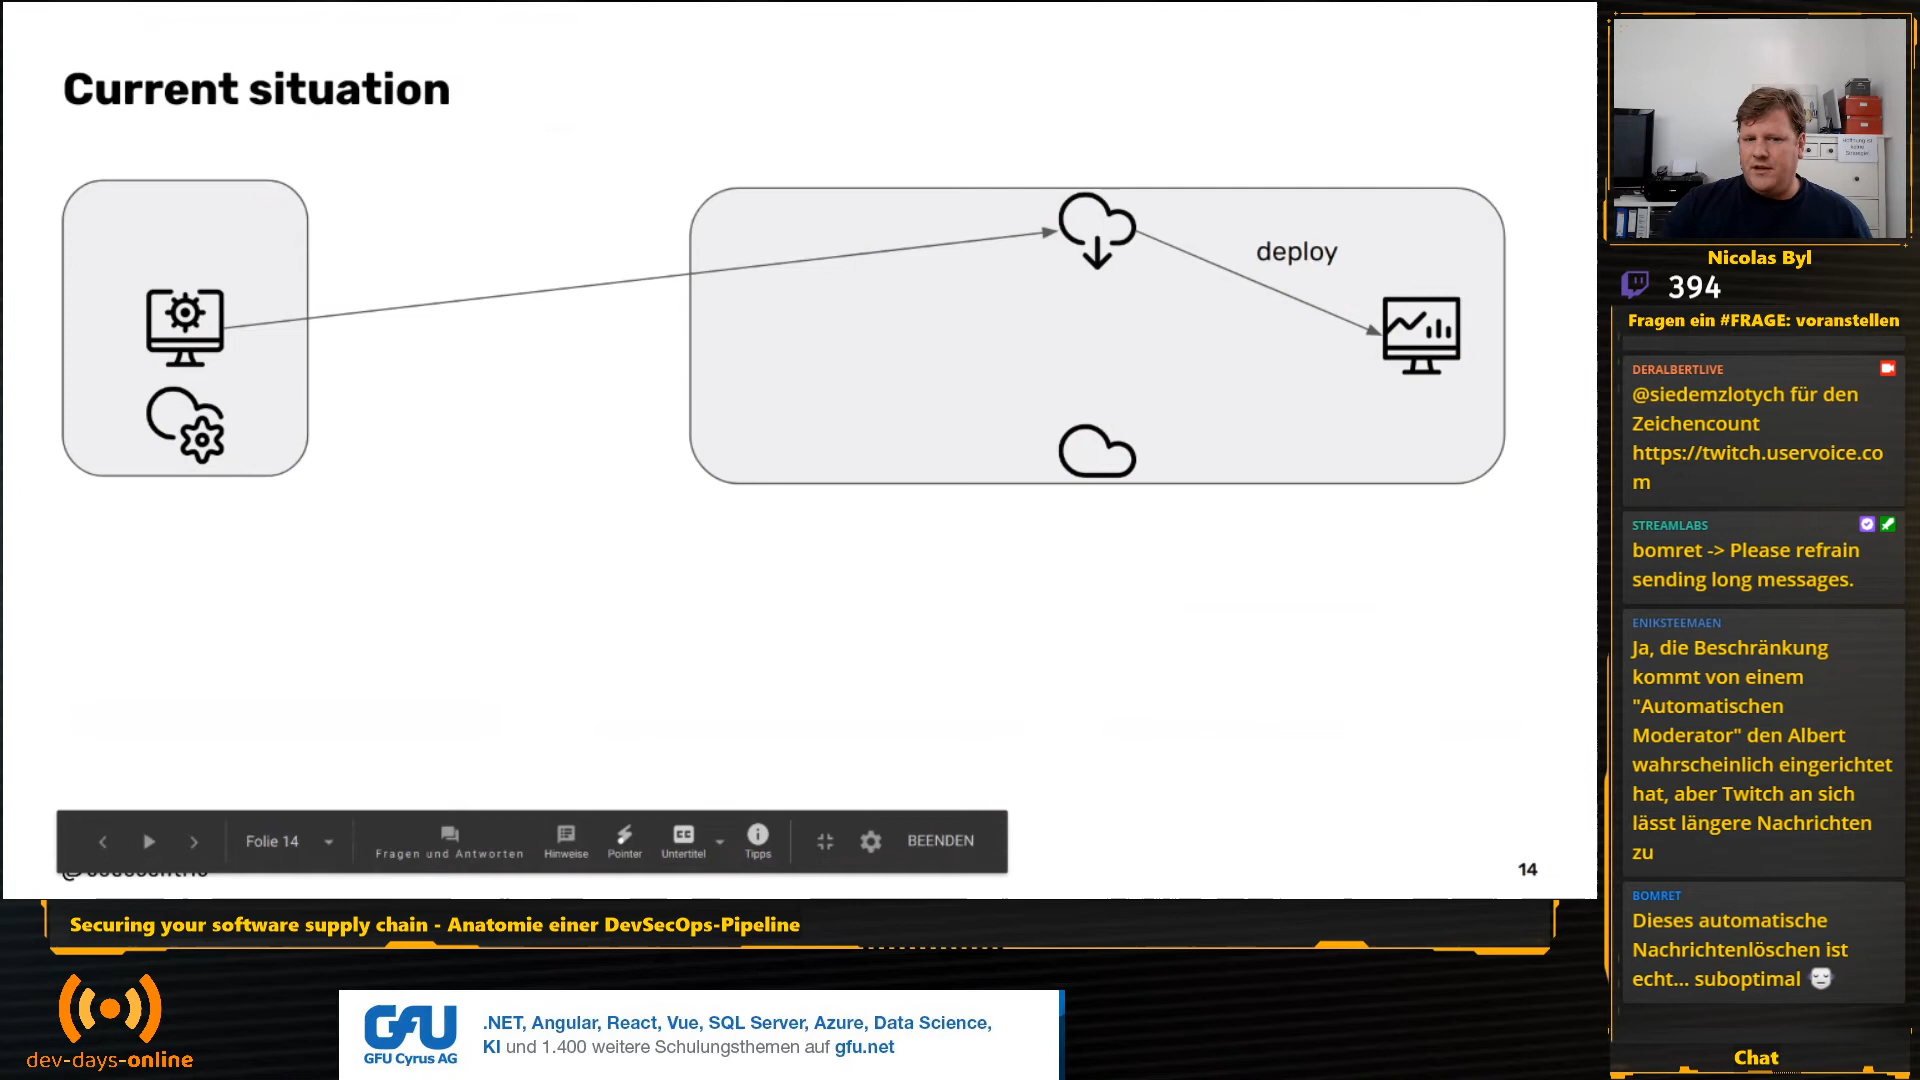 Current situation
deploy
Folie 14
Fragen und Antworten
Hinweise
Pointer
Untertitel
Tipps
BEENDEN
14
Securing your software supply chain - Anatomie einer DevSecOps-Pipeline
dev-days-online
GFU
GFU Cyrus AG
.NET, Angular, React, Vue, SQL Server, Azure, Data Science,
KI und 1.400 weitere Schulungsthemen auf gfu.net
Nicolas Byl
394
Fragen ein #FRAGE: voranstellen
DERALBERTLIVE
@siedemzlotych für den
Zeichencount
https://twitch.uservoice.co
m
STREAMLABS
bomret -> Please refrain
sending long messages.
ENIKSTEEMAEN
Ja, die Beschränkung
kommt von einem
"Automatischen
Moderator" den Albert
wahrscheinlich eingerichtet
hat, aber Twitch an sich
lässt längere Nachrichten
zu
BOMRET
Dieses automatische
Nachrichtenlöschen ist
echt... suboptimal
Chat